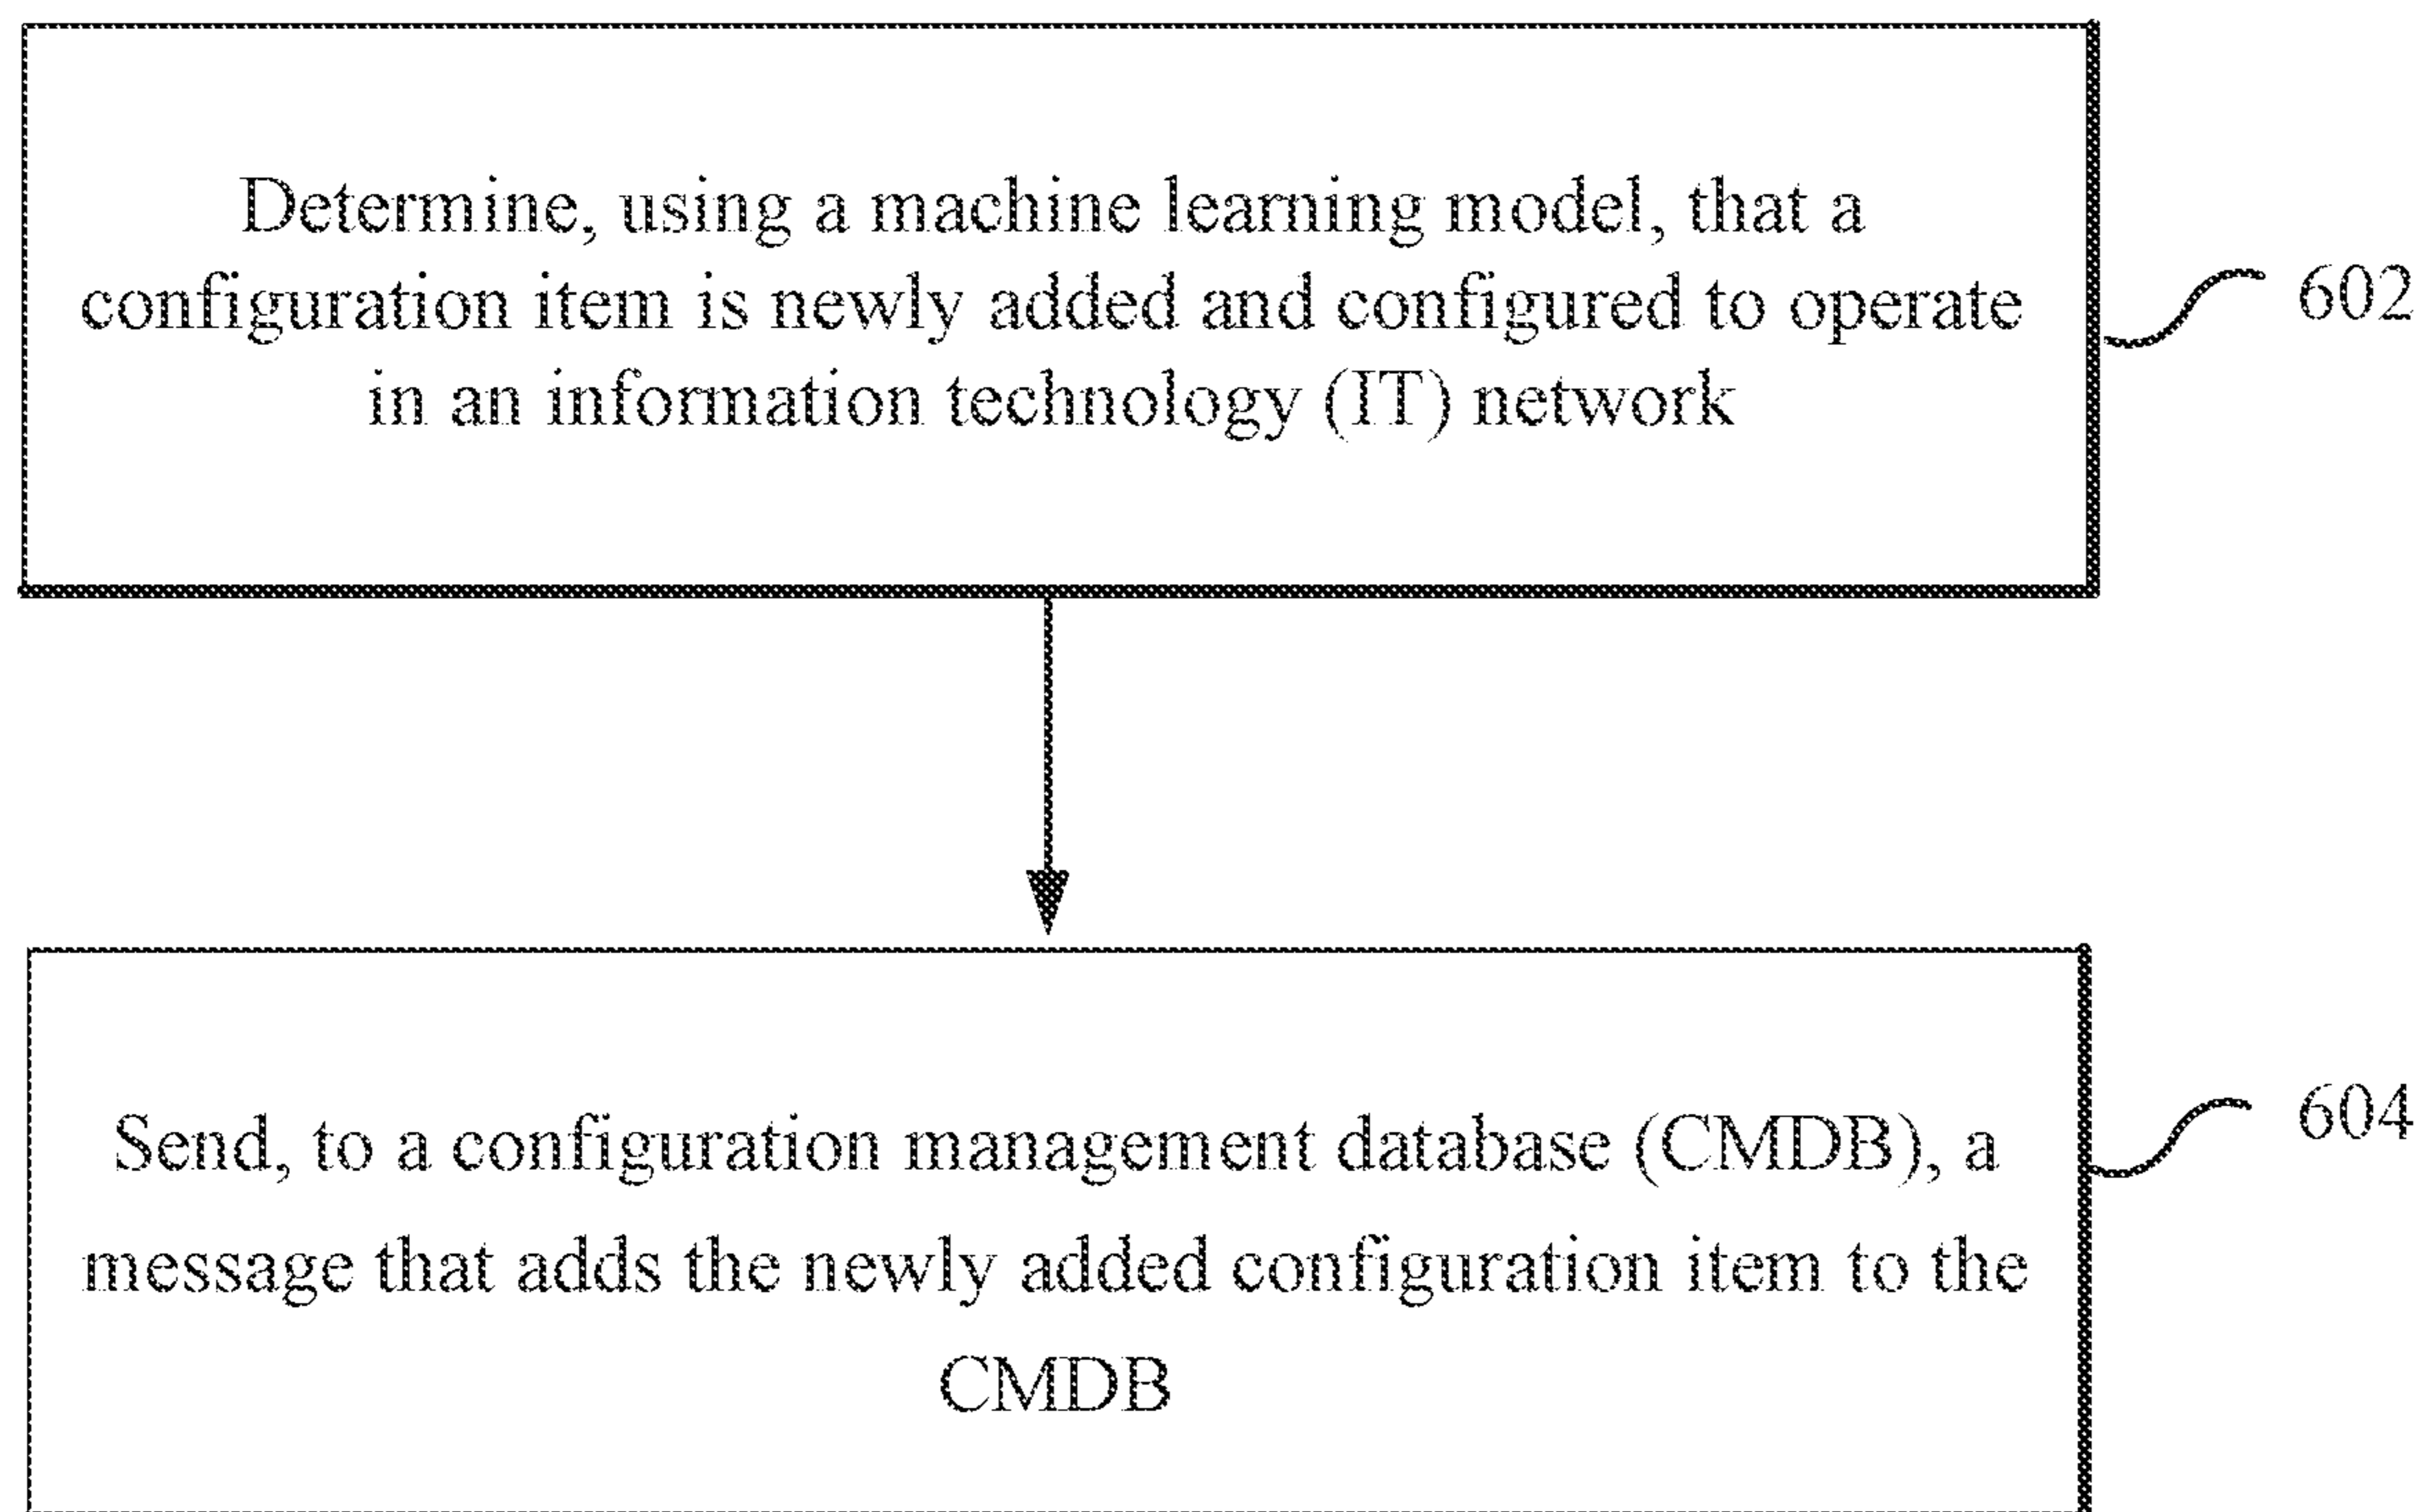 Determine, using a machine learning model, that a
configuration item is newly added and configured to operate
in an information technology (IT) network
602
Send, to a configuration management database (CMDB), a
message that adds the newly added configuration item to the
CMDB
604